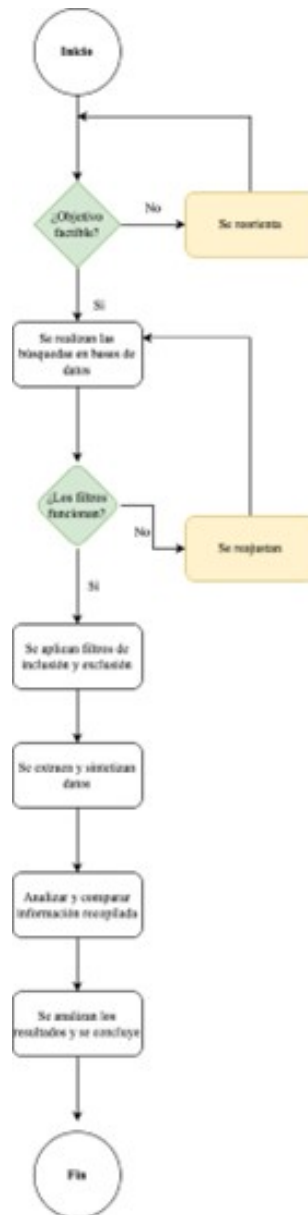 Inicio
¿Objetivo
factible?
No
Se reorienta
Si
Se realizan las
búsquedas en bases de
datos
¿Los filtros
funcionan?
No
Se reajustan
Si
Se aplican filtros de
inclusión y exclusión
Se extraen y sintetizan
datos
Analizar y comparar
información recopilada
Se analizan los
resultados y se concluye
Fin